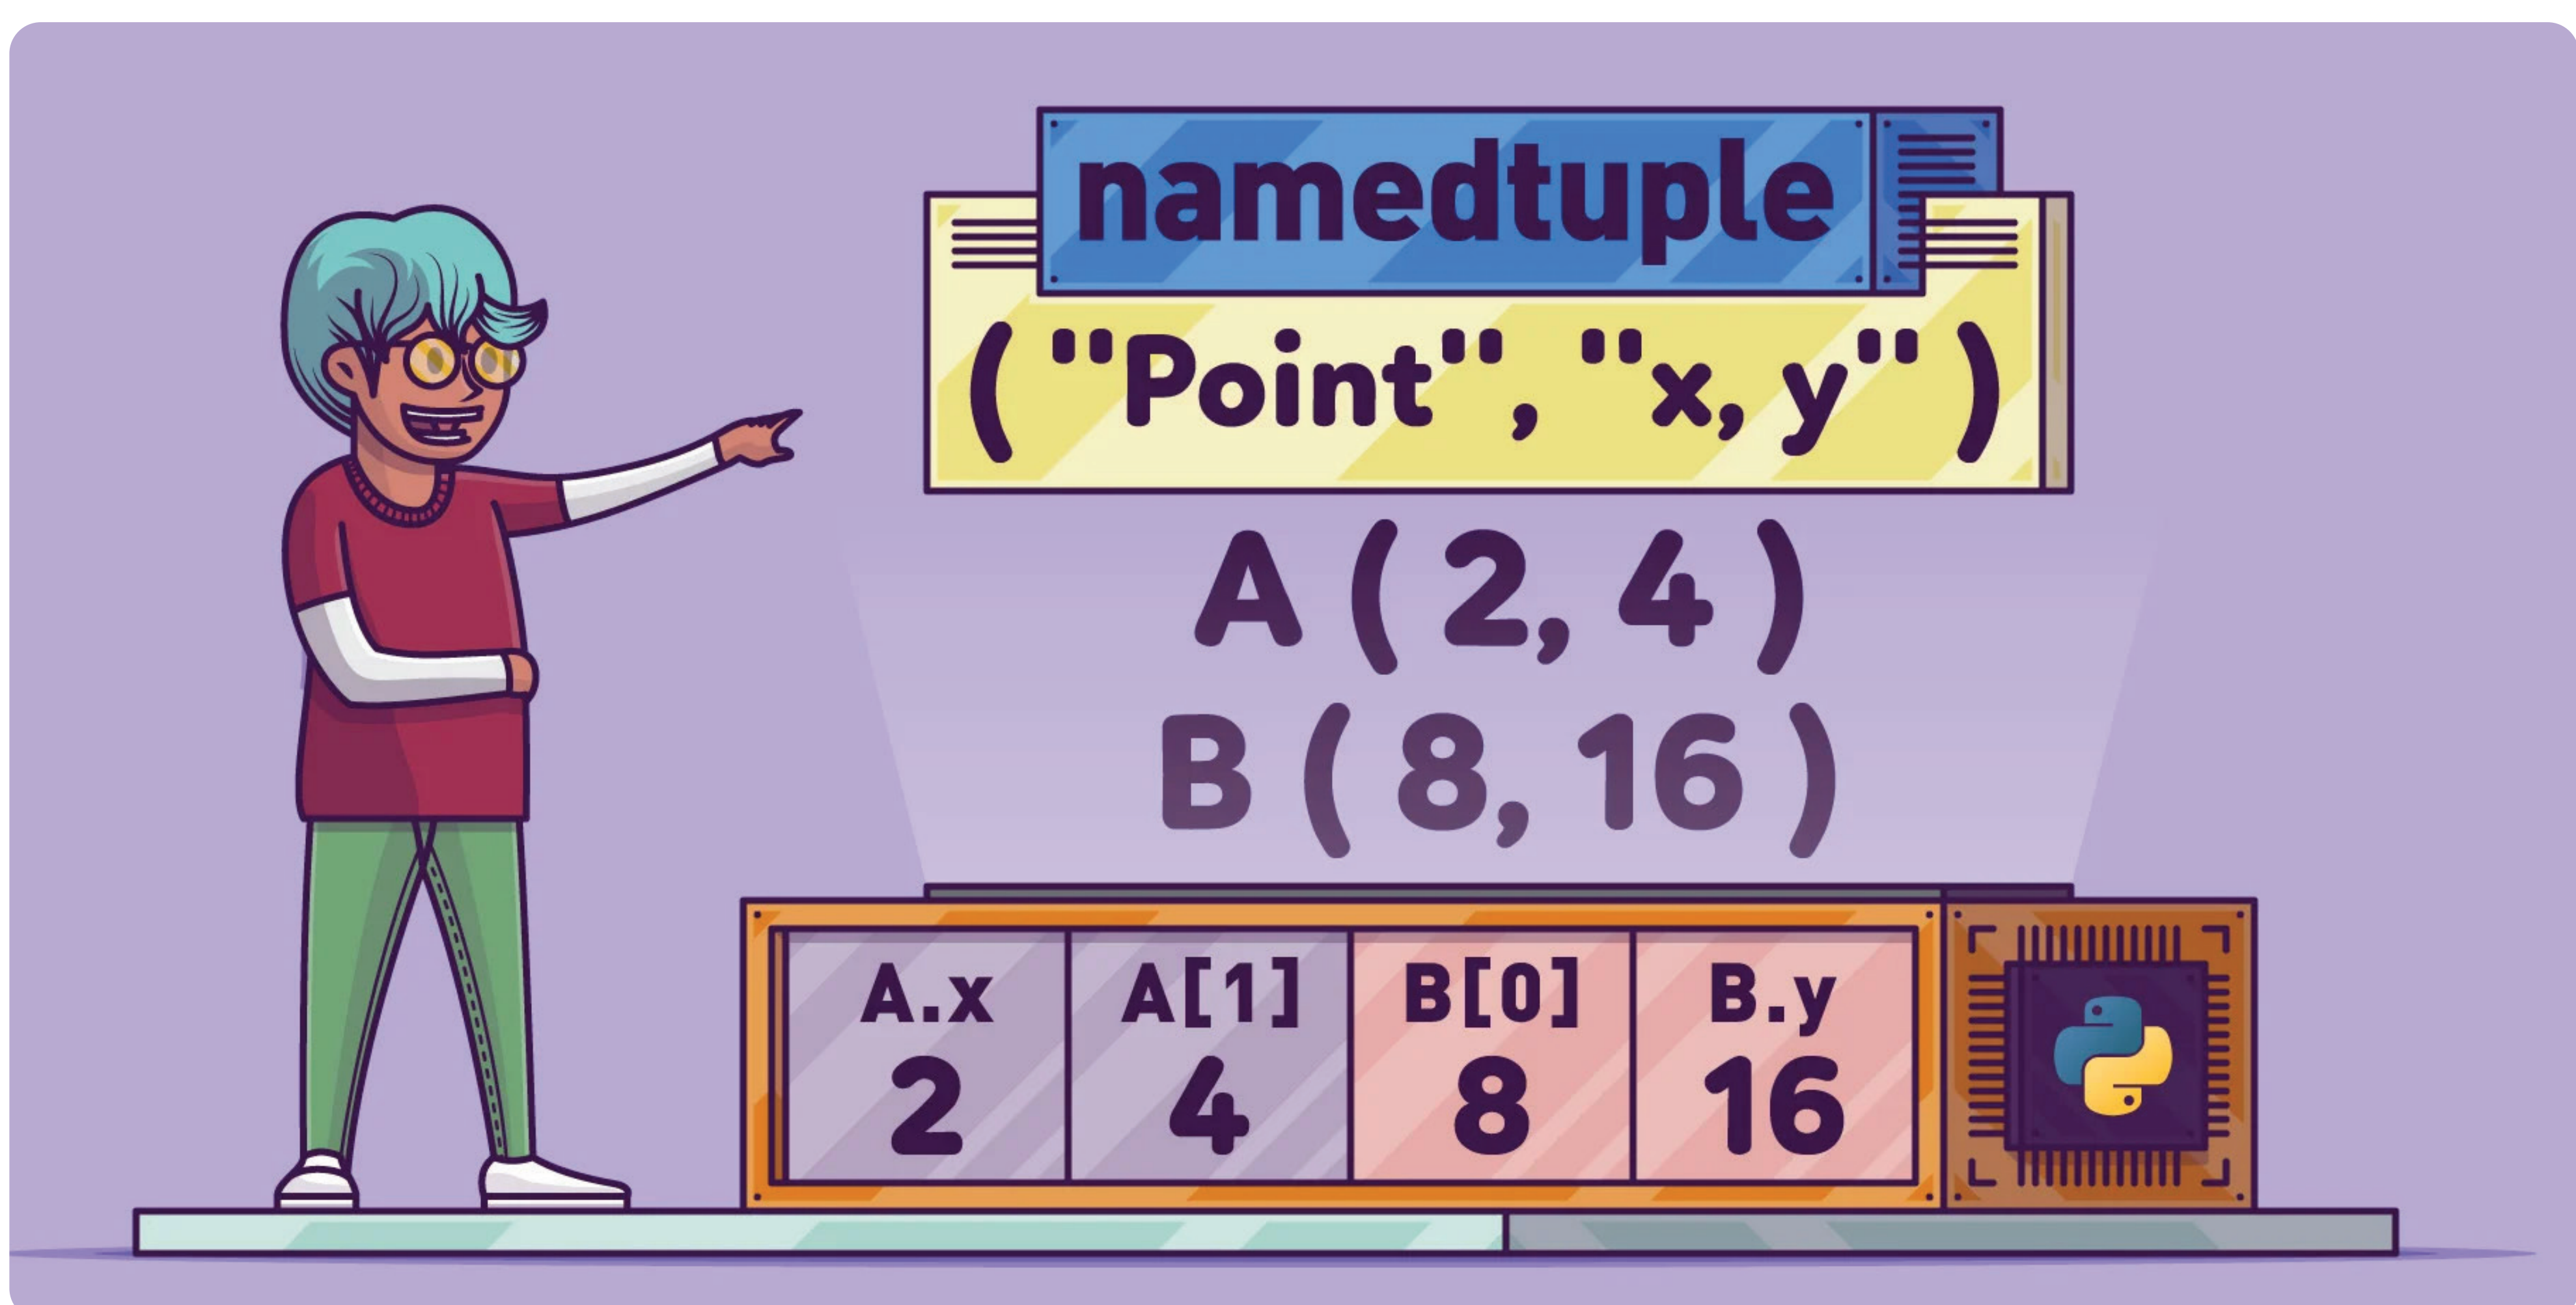 namedtuple
( "Point", "x, y" )
A ( 2, 4 )
B ( 8, 16 )
A.x A[1] B[0] B.y
2 4 8 16